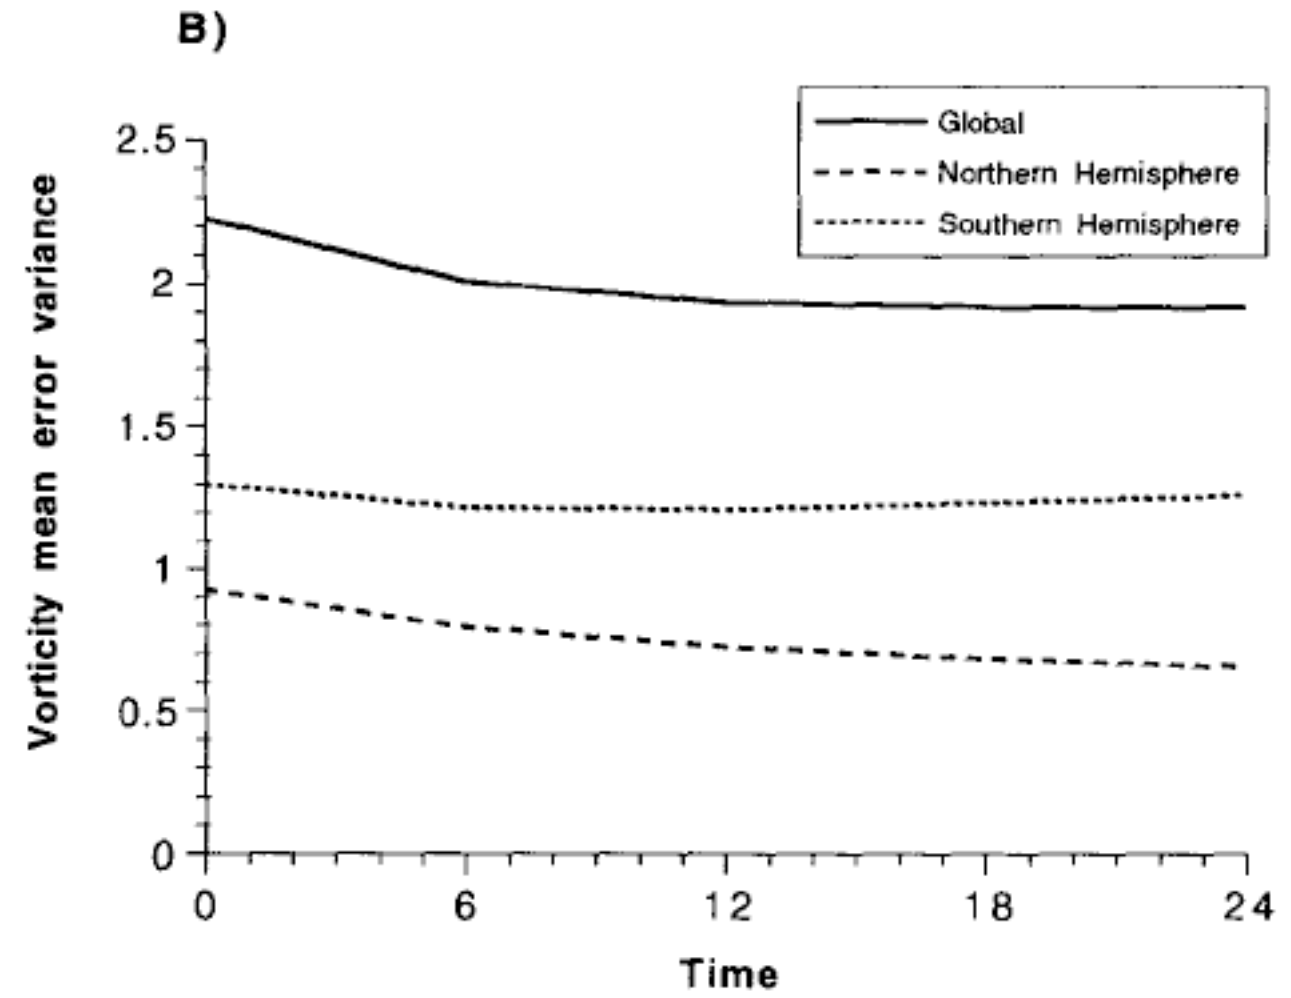 B)
Global
Northern Hemisphere
Southern Hemisphere
2.5
2
1.5
1
0.5
0
Vorticity mean error variance
0 6 12 18 24
Time